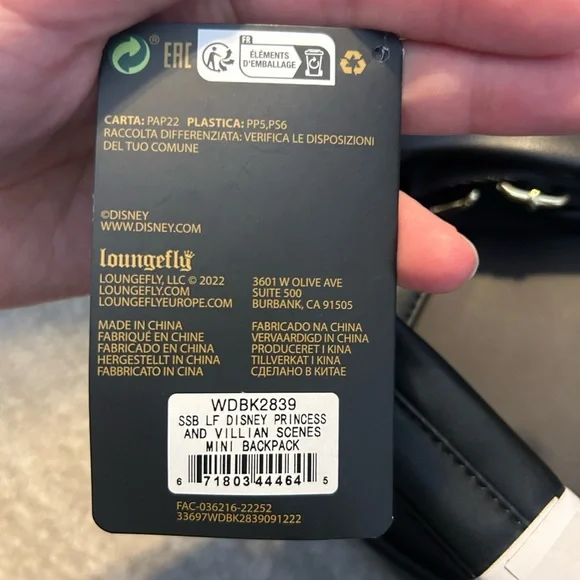 ®
EAC
FR
ÉLÉMENTS
D'EMBALLAGE
CARTA: PAP22 PLASTICA: PP5,PS6
RACCOLTA DIFFERENZIATA: VERIFICA LE DISPOSIZIONI
DEL TUO COMUNE
©DISNEY
WWW.DISNEY.COM
loungefly
LOUNGEFLY, LLC © 2022
LOUNGEFLY.COM
LOUNGEFLYEUROPE.COM
3601 W OLIVE AVE
SUITE 500
BURBANK, CA 91505
MADE IN CHINA
FABRIQUÉ EN CHINE
FABRICADO EN CHINA
HERGESTELLT IN CHINA
FABBRICATO IN CINA
FABRICADO NA CHINA
VERVAARDIGD IN CHINA
PRODUCERET I KINA
TILLVERKAT I KINA
СДЕЛАНО В КИТАЕ
WDBK2839
SSB LF DISNEY PRINCESS
AND VILLIAN SCENES
MINI BACKPACK
6 71803 44464 5
FAC-036216-22252
33697WDBK2839091222